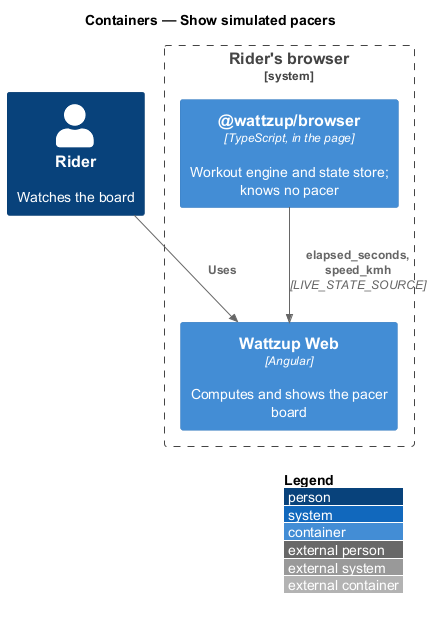 Containers — Show simulated pacers
Rider's browser
[system]
@wattzup/browser
[TypeScript, in the page]
Workout engine and state store;
knows no pacer
Rider
Watches the board
Uses
elapsed_seconds,
speed_kmh
[LIVE_STATE_SOURCE]
Wattzup Web
[Angular]
Computes and shows the pacer
board
Legend
person
system
container
external person
external system
external container